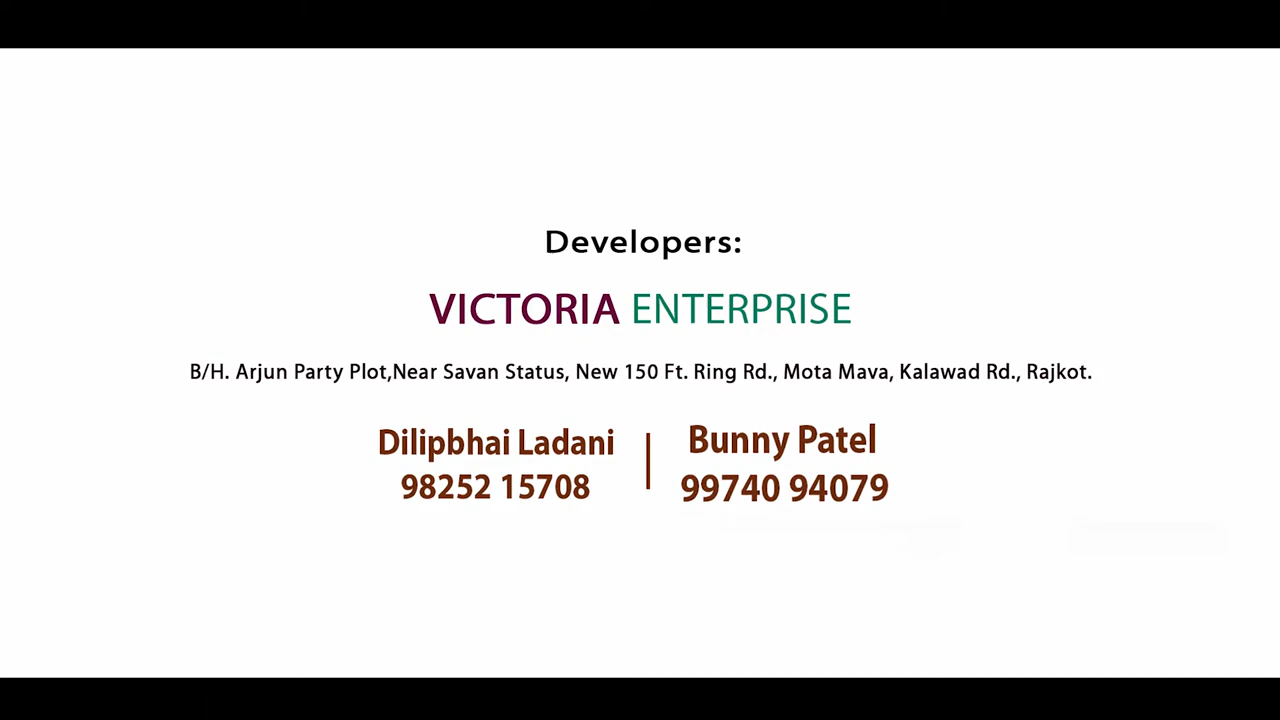 Developers:
VICTORIA ENTERPRISE
B/H. Arjun Party Plot,Near Savan Status, New 150 Ft. Ring Rd., Mota Mava, Kalawad Rd., Rajkot.
Dilipbhai Ladani | Bunny Patel
98252 15708 | 99740 94079